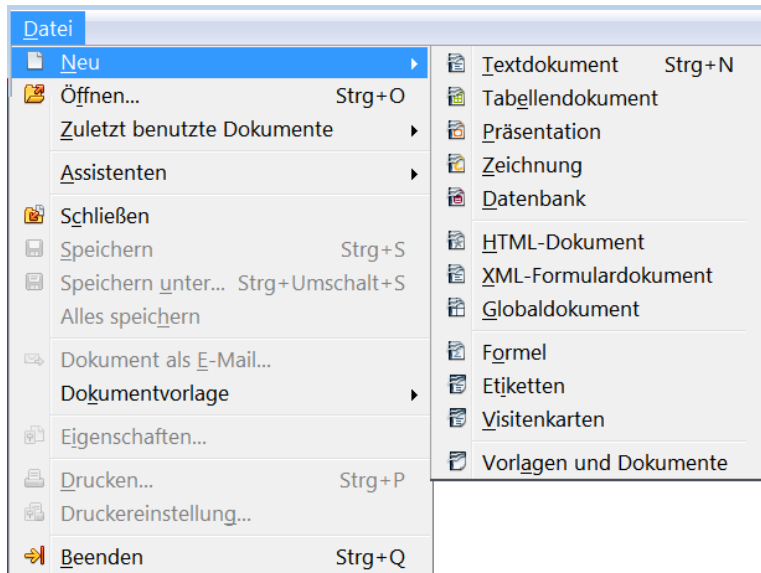 Datei
Neu
Öffnen... Strg+O
Zuletzt benutzte Dokumente
Assistenten
Schließen
Speichern Strg+S
Speichern unter... Strg+Umschalt+S
Alles speichern
Dokument als E-Mail...
Dokumentvorlage
Eigenschaften...
Drucken... Strg+P
Druckereinstellung...
Beenden Strg+Q
Textdokument Strg+N
Tabellendokument
Präsentation
Zeichnung
Datenbank
HTML-Dokument
XML-Formulardokument
Globaldokument
Formel
Etiketten
Visitenkarten
Vorlagen und Dokumente